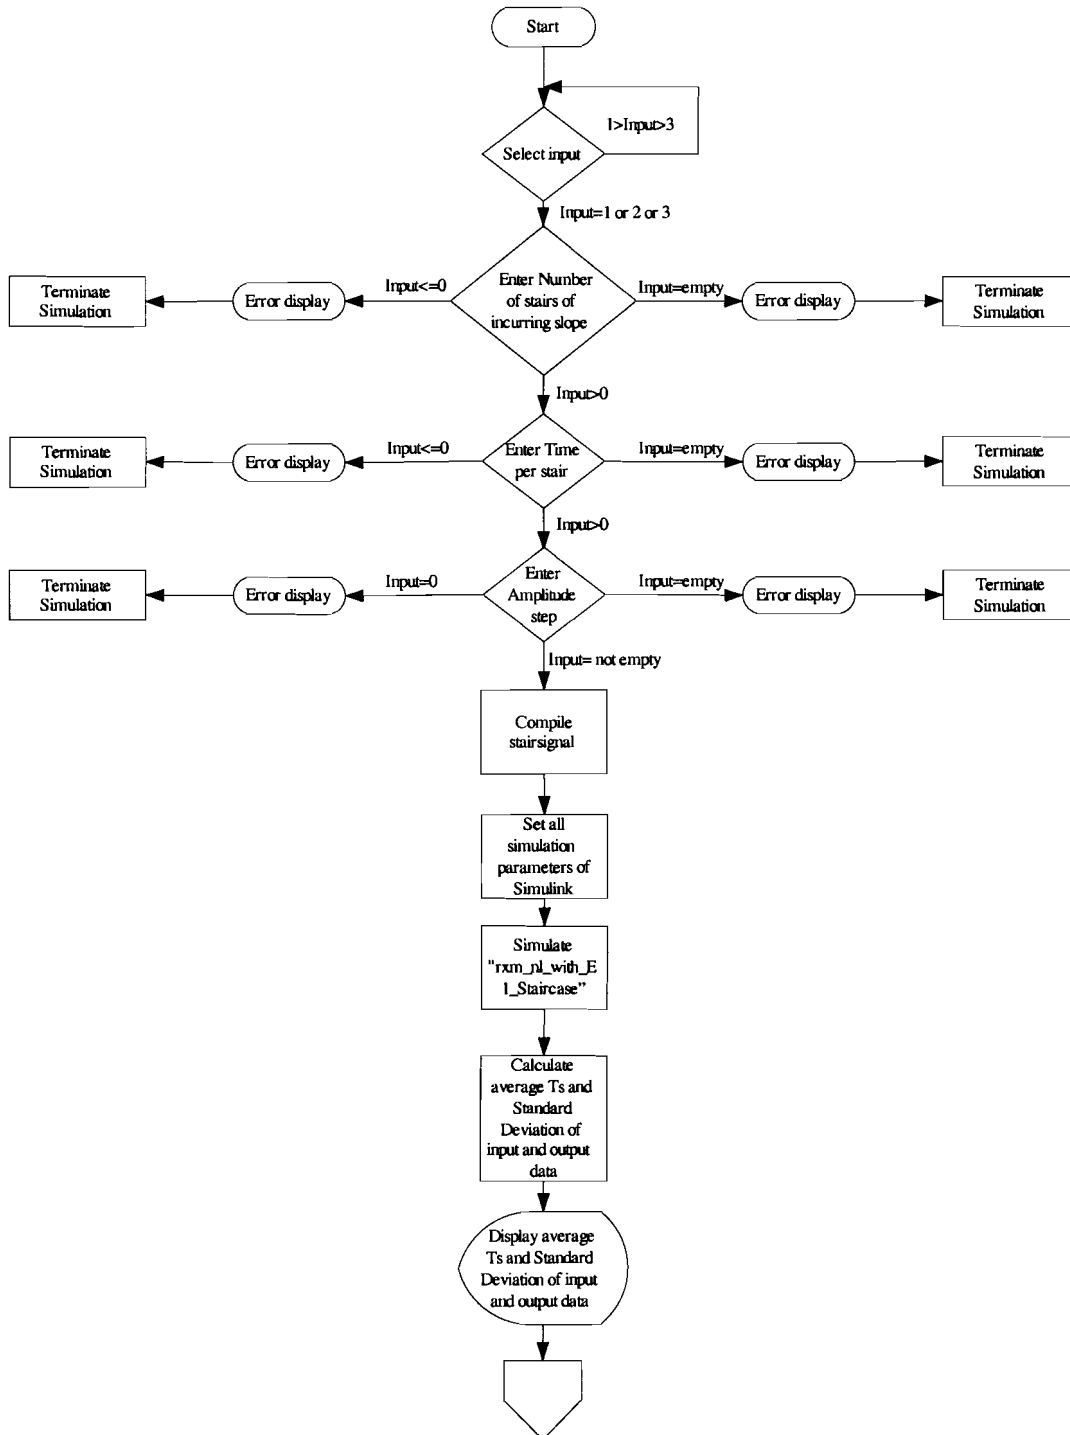 Start
1>Input>3
Select input
Input=1 or 2 or 3
Enter Number
of stairs of
incurring slope
Input<=0
Error display
Terminate
Simulation
Input=empty
Error display
Terminate
Simulation
Input>0
Enter Time
per stair
Input<=0
Error display
Terminate
Simulation
Input=empty
Error display
Terminate
Simulation
Input>0
Enter
Amplitude
step
Input=0
Error display
Terminate
Simulation
Input=empty
Error display
Terminate
Simulation
Input= not empty
Compile
stairsignal
Set all
simulation
parameters of
Simulink
Simulate
"rxm_nl_with_E
1_Staircase"
Calculate
average Ts and
Standard
Deviation of
input and output
data
Display average
Ts and Standard
Deviation of input
and output data